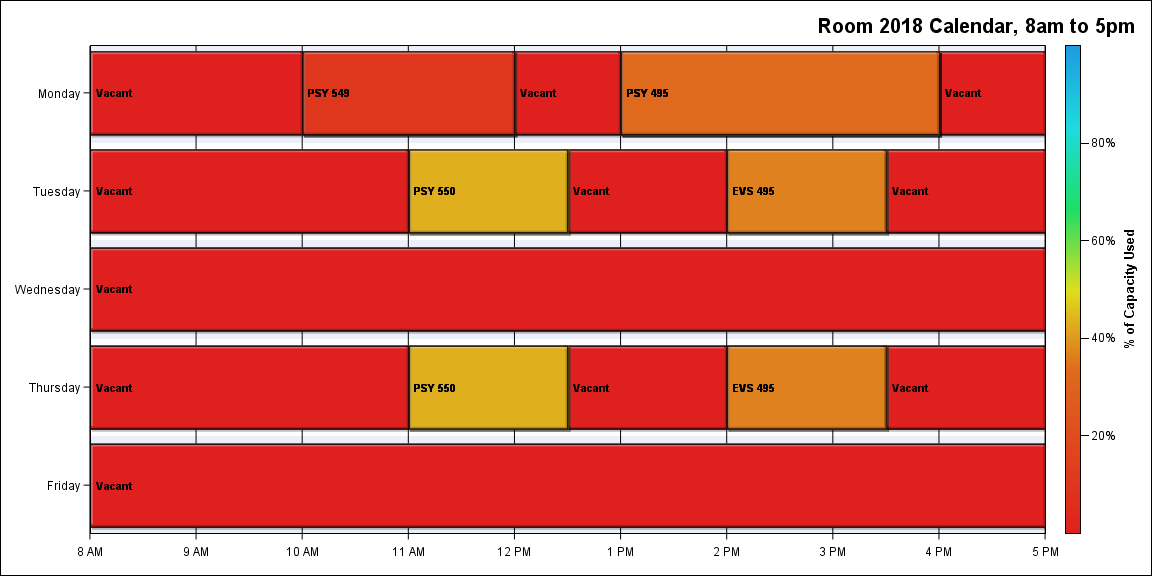 Room 2018 Calendar, 8am to 5pm
Monday
Vacant
PSY 549
Vacant
PSY 495
Vacant
Tuesday
Vacant
PSY 550
Vacant
EVS 495
Vacant
Wednesday
Vacant
Thursday
Vacant
PSY 550
Vacant
EVS 495
Vacant
Friday
Vacant
8 AM
9 AM
10 AM
11 AM
12 PM
1 PM
2 PM
3 PM
4 PM
5 PM
80%
60%
40%
20%
% of Capacity Used